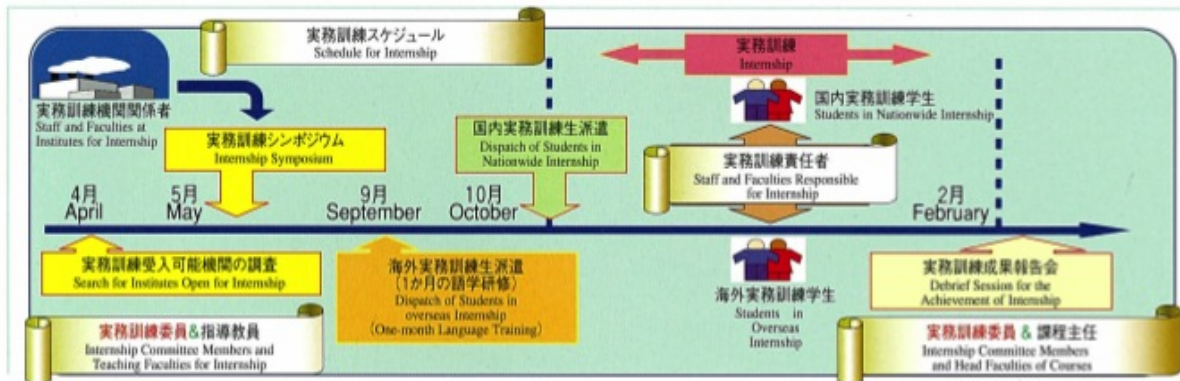 実務訓練スケジュール
Schedule for Internship
実務訓練
Internship
実務訓練機関関係者
Staff and Faculties at
Institutes for Internship
国内実務訓練学生
Students in Nationwide Internship
実務訓練シンポジウム
Internship Symposium
国内実務訓練生派遣
Dispatch of Students in
Nationwide Internship
実務訓練責任者
Staff and Faculties Responsible
for Internship
4月
April
5月
May
9月
September
10月
October
2月
February
実務訓練受入可能機関の調査
Search for Institutes Open for Internship
海外実務訓練生派遣
(1か月の語学研修)
Dispatch of Students in
overseas Internship
(One-month Language Training)
海外実務訓練学生
Students in
Overseas
Internship
実務訓練成果報告会
Debrief Session for the
Achievement of Internship
実務訓練委員&指導教員
Internship Committee Members and
Teaching Faculties for Internship
実務訓練委員 & 課程主任
Internship Committee Members
and Head Faculties of Courses